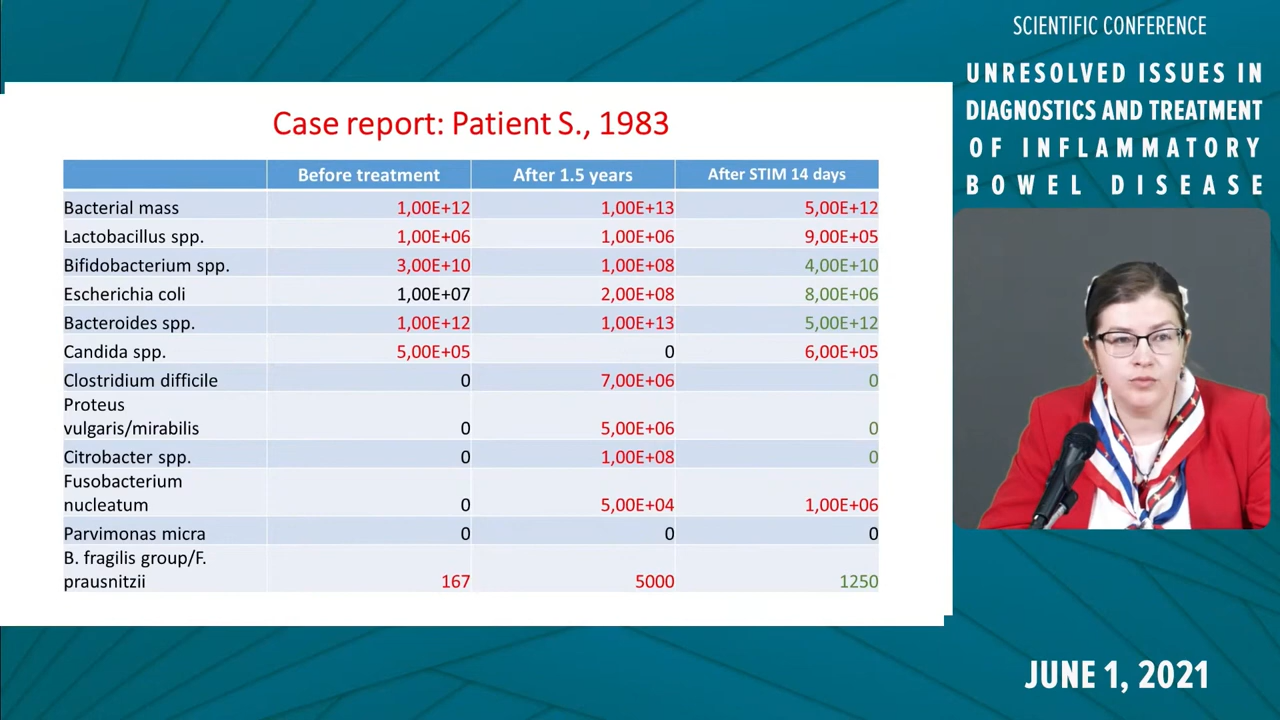 SCIENTIFIC CONFERENCE
UNRESOLVED ISSUES IN
DIAGNOSTICS AND TREATMENT
OF INFLAMMATORY
BOWEL DISEASE
Case report: Patient S., 1983
Before treatment After 1.5 years After STIM 14 days
Bacterial mass 1,00E+12 1,00E+13 5,00E+12
Lactobacillus spp. 1,00E+06 1,00E+06 9,00E+05
Bifidobacterium spp. 3,00E+10 1,00E+08 4,00E+10
Escherichia coli 1,00E+07 2,00E+08 8,00E+06
Bacteroides spp. 1,00E+12 1,00E+13 5,00E+12
Candida spp. 5,00E+05 0 6,00E+05
Clostridium difficile 0 7,00E+06 0
Proteus
vulgaris/mirabilis 0 5,00E+06 0
Citrobacter spp. 0 1,00E+08 0
Fusobacterium
nucleatum 0 5,00E+04 1,00E+06
Parvimonas micra 0 0 0
B. fragilis group/F.
prausnitzii 167 5000 1250
JUNE 1, 2021